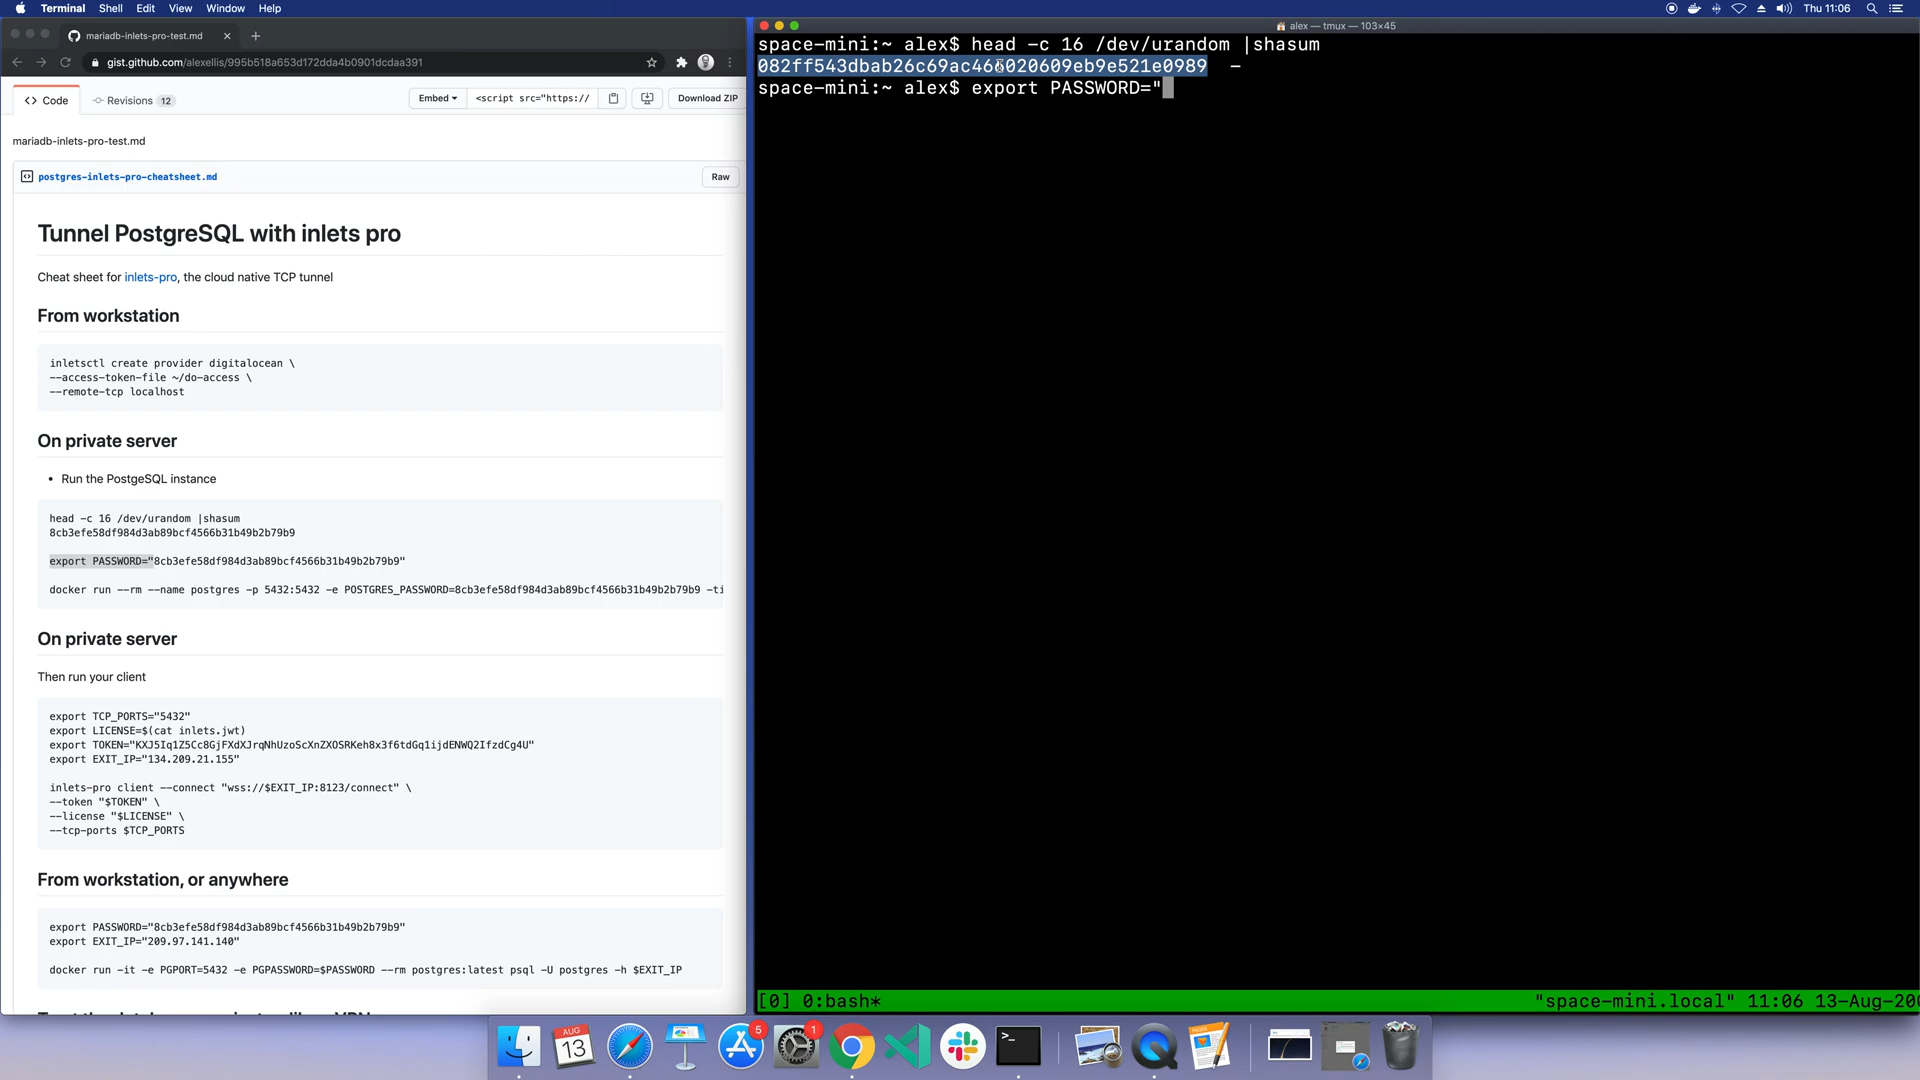 Terminal Shell Edit View Window Help
Thu 11:06
mariadb-inlets-pro-test.md
gist.github.com/alexellis/995b518a653d172dda4b0901dcdaa391
Code Revisions 12 Embed <script src="https:// Download ZIP
mariadb-inlets-pro-test.md
postgres-inlets-pro-cheatsheet.md Raw
Tunnel PostgreSQL with inlets pro
Cheat sheet for inlets-pro, the cloud native TCP tunnel
From workstation
inletsctl create provider digitalocean \
--access-token-file ~/do-access \
--remote-tcp localhost
On private server
• Run the PostgeSQL instance
head -c 16 /dev/urandom |shasum
8cb3efe58df984d3ab89bcf4566b31b49b2b79b9
export PASSWORD="8cb3efe58df984d3ab89bcf4566b31b49b2b79b9"
docker run --rm --name postgres -p 5432:5432 -e POSTGRES_PASSWORD=8cb3efe58df984d3ab89bcf4566b31b49b2b79b9 -ti
On private server
Then run your client
export TCP_PORTS="5432"
export LICENSE=$(cat inlets.jwt)
export TOKEN="KXJ5Iq1Z5Cc8GjFXdXJrqNhUzoScXnZXOSRKeh8x3f6tdGq1ijdENWQ2IfzdCg4U"
export EXIT_IP="134.209.21.155"
inlets-pro client --connect "wss://$EXIT_IP:8123/connect" \
--token "$TOKEN" \
--license "$LICENSE" \
--tcp-ports $TCP_PORTS
From workstation, or anywhere
export PASSWORD="8cb3efe58df984d3ab89bcf4566b31b49b2b79b9"
export EXIT_IP="209.97.141.140"
docker run -it -e PGPORT=5432 -e PGPASSWORD=$PASSWORD --rm postgres:latest psql -U postgres -h $EXIT_IP
alex — tmux — 103×45
space-mini:~ alex$ head -c 16 /dev/urandom |shasum
082ff543dbab26c69ac460020609eb9e521e0989 -
space-mini:~ alex$ export PASSWORD="
[0] 0:bash* "space-mini.local" 11:06 13-Aug-20
AUG
13
5
1